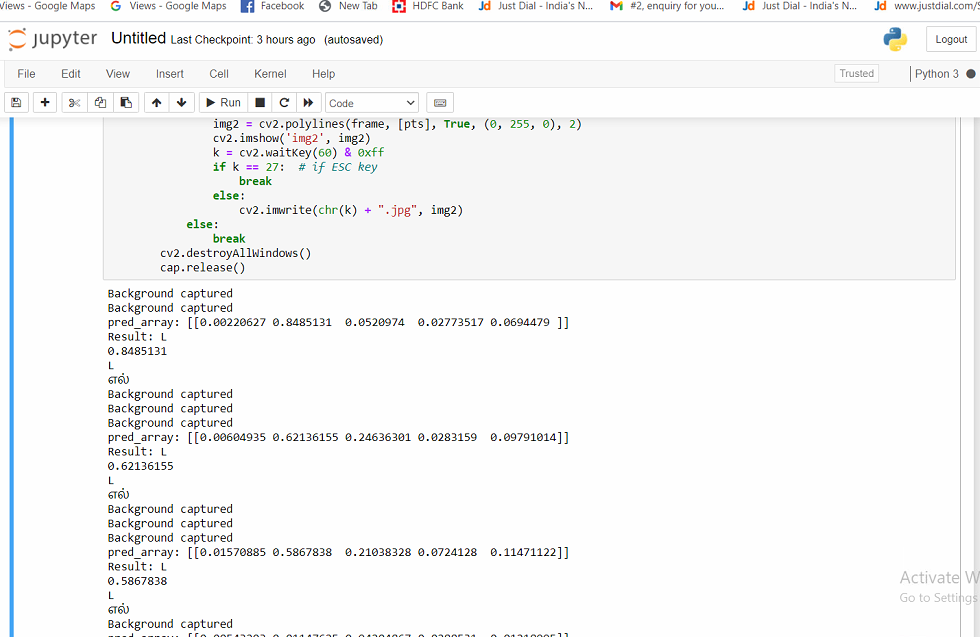 Views - Google Maps Views - Google Maps Facebook New Tab HDFC Bank Just Dial - India's N... #2, enquiry for you... Just Dial - India's N... www.justdial.com/S
jupyter Untitled Last Checkpoint: 3 hours ago (autosaved) Logout
File Edit View Insert Cell Kernel Help Trusted Python 3
Run Code
img2 = cv2.polylines(frame, [pts], True, (0, 255, 0), 2)
cv2.imshow('img2', img2)
k = cv2.waitKey(60) & 0xff
if k == 27: # if ESC key
break
else:
cv2.imwrite(chr(k) + ".jpg", img2)
else:
break
cv2.destroyAllWindows()
cap.release()
Background captured
Background captured
pred_array: [[0.00220627 0.8485131 0.0520974 0.02773517 0.0694479 ]]
Result: L
0.8485131
L
எல்
Background captured
Background captured
Background captured
pred_array: [[0.00604935 0.62136155 0.24636301 0.0283159 0.09791014]]
Result: L
0.62136155
L
எல்
Background captured
Background captured
Background captured
pred_array: [[0.01570885 0.5867838 0.21038328 0.0724128 0.11471122]]
Result: L
0.5867838
L
எல்
Background captured
Activate W
Go to Settings